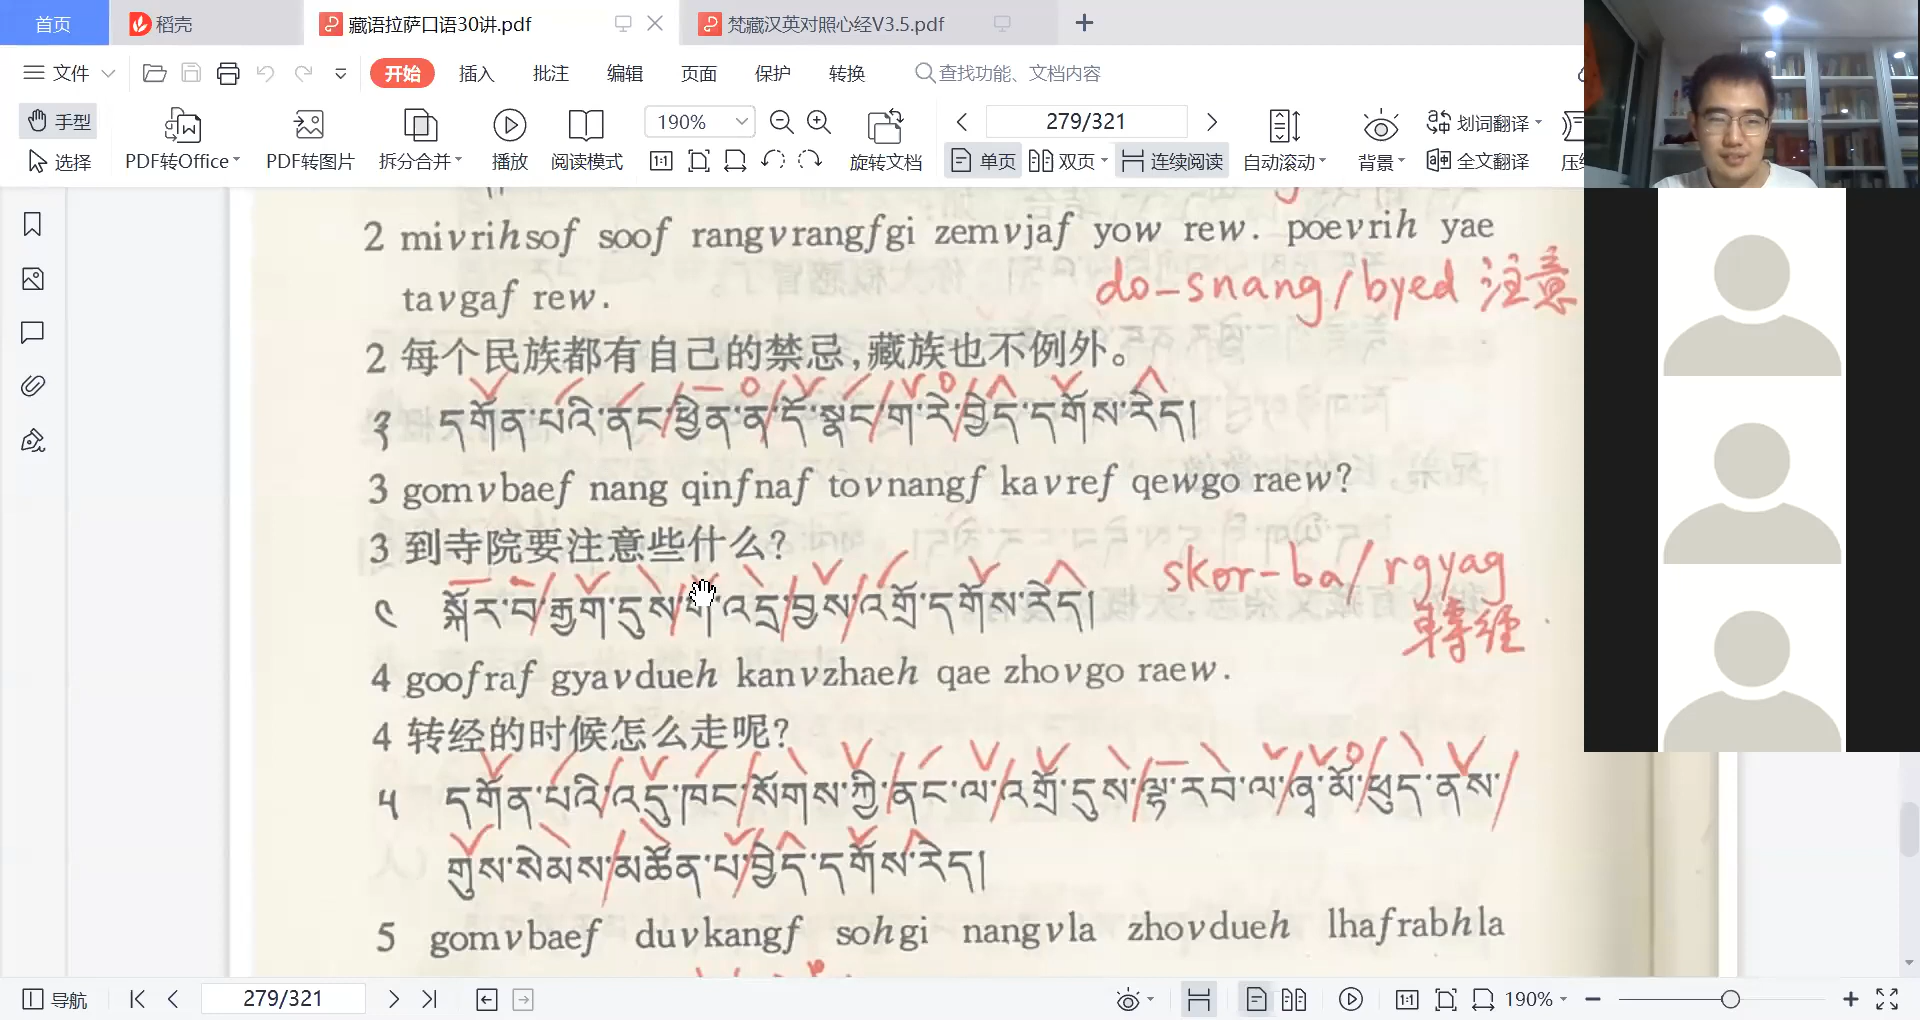 首页 稻壳 藏语拉萨口语30讲.pdf 梵藏汉英对照心经V3.5.pdf
文件 开始 插入 批注 编辑 页面 保护 转换 查找功能、文档内容
手型 190% 279/321 划词翻译
选择 PDF转Office PDF转图片 拆分合并 播放 阅读模式 旋转文档 单页 双页 连续阅读 自动滚动 背景 全文翻译
2 mivrihsof soof rangvrangfgi zemvjaf yow rew. poevrih yae
tavgaf rew.
do-snang/byed 注意
2 每个民族都有自己的禁忌,藏族也不例外。
༣ དགོན་པའི་ནང་ཕྱིན་ན་དོ་སྣང་ག་རེ་བྱེད་དགོས་རེད།
3 gomvbaef nang qinfnaf tovnangf kavref qewgo raew?
3 到寺院要注意些什么?
skor-ba/rgyag
转经
སྐོར་བ་རྒྱག་དུས་ག་འདྲ་བྱས་འགྲོ་དགོས་རེད།
4 goofraf gyavdueh kanvzhaeh qae zhovgo raew.
4 转经的时候怎么走呢?
༥ དགོན་པའི་འདུ་ཁང་སོགས་ཀྱི་ནང་ལ་འགྲོ་དུས་ལྷ་རབེ་ལ་ཞྭ་མོ་ཕུད་ནས་
གུས་སེམས་མཚོན་པ་བྱེད་དགོས་རེད།
5 gomvbaef duvkangf sohgi nangvla zhovdueh lhafrabhla
导航 279/321 190%